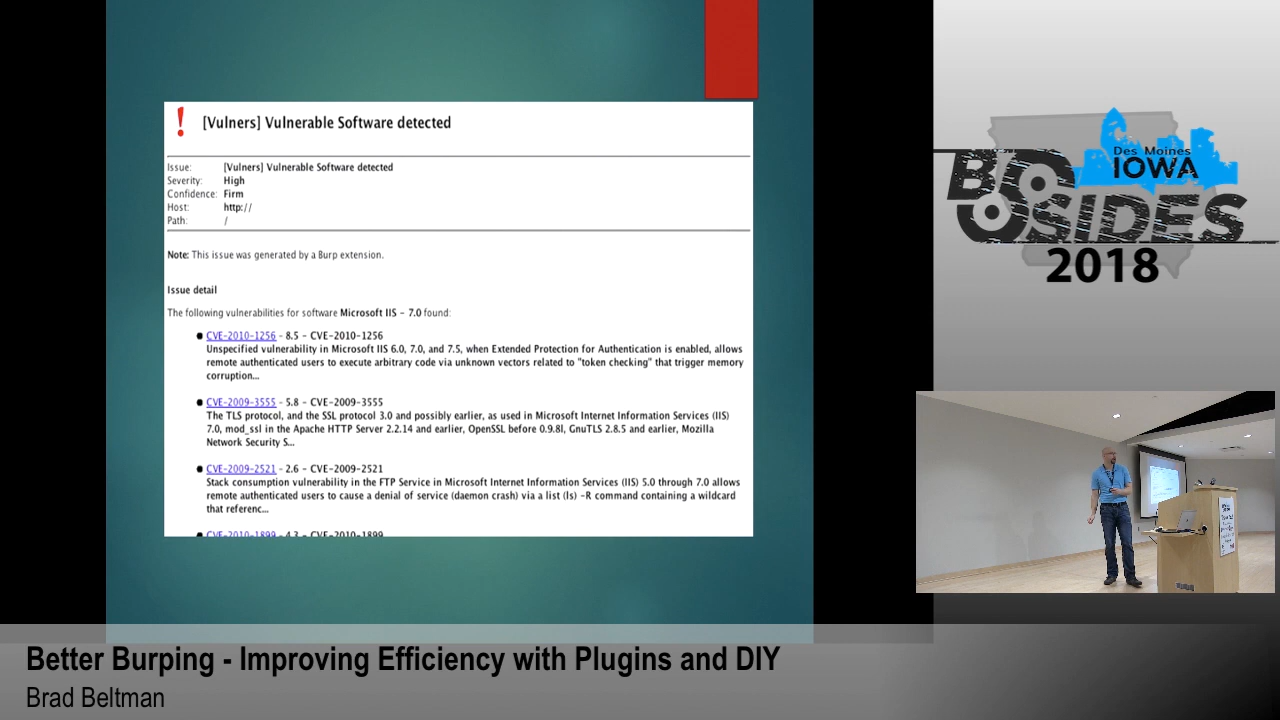 [Vulners] Vulnerable Software detected
Issue: [Vulners] Vulnerable Software detected
Severity: High
Confidence: Firm
Host: http://
Path: /
Note: This issue was generated by a Burp extension.
Issue detail
The following vulnerabilities for software Microsoft IIS - 7.0 found:
CVE-2010-1256 - 8.5 - CVE-2010-1256
Unspecified vulnerability in Microsoft IIS 6.0, 7.0, and 7.5, when Extended Protection for Authentication is enabled, allows
remote authenticated users to execute arbitrary code via unknown vectors related to "token checking" that trigger memory
corruption...
CVE-2009-3555 - 5.8 - CVE-2009-3555
The TLS protocol, and the SSL protocol 3.0 and possibly earlier, as used in Microsoft Internet Information Services (IIS)
7.0, mod_ssl in the Apache HTTP Server 2.2.14 and earlier, OpenSSL before 0.9.8l, GnuTLS 2.8.5 and earlier, Mozilla
Network Security S...
CVE-2009-2521 - 2.6 - CVE-2009-2521
Stack consumption vulnerability in the FTP Service in Microsoft Internet Information Services (IIS) 5.0 through 7.0 allows
remote authenticated users to cause a denial of service (daemon crash) via a list (ls) -R command containing a wildcard
that referenc...
CVE-2010-1899 - 4.3 - CVE-2010-1899
Des Moines
IOWA
BSIDES
2018
Better Burping - Improving Efficiency with Plugins and DIY
Brad Beltman